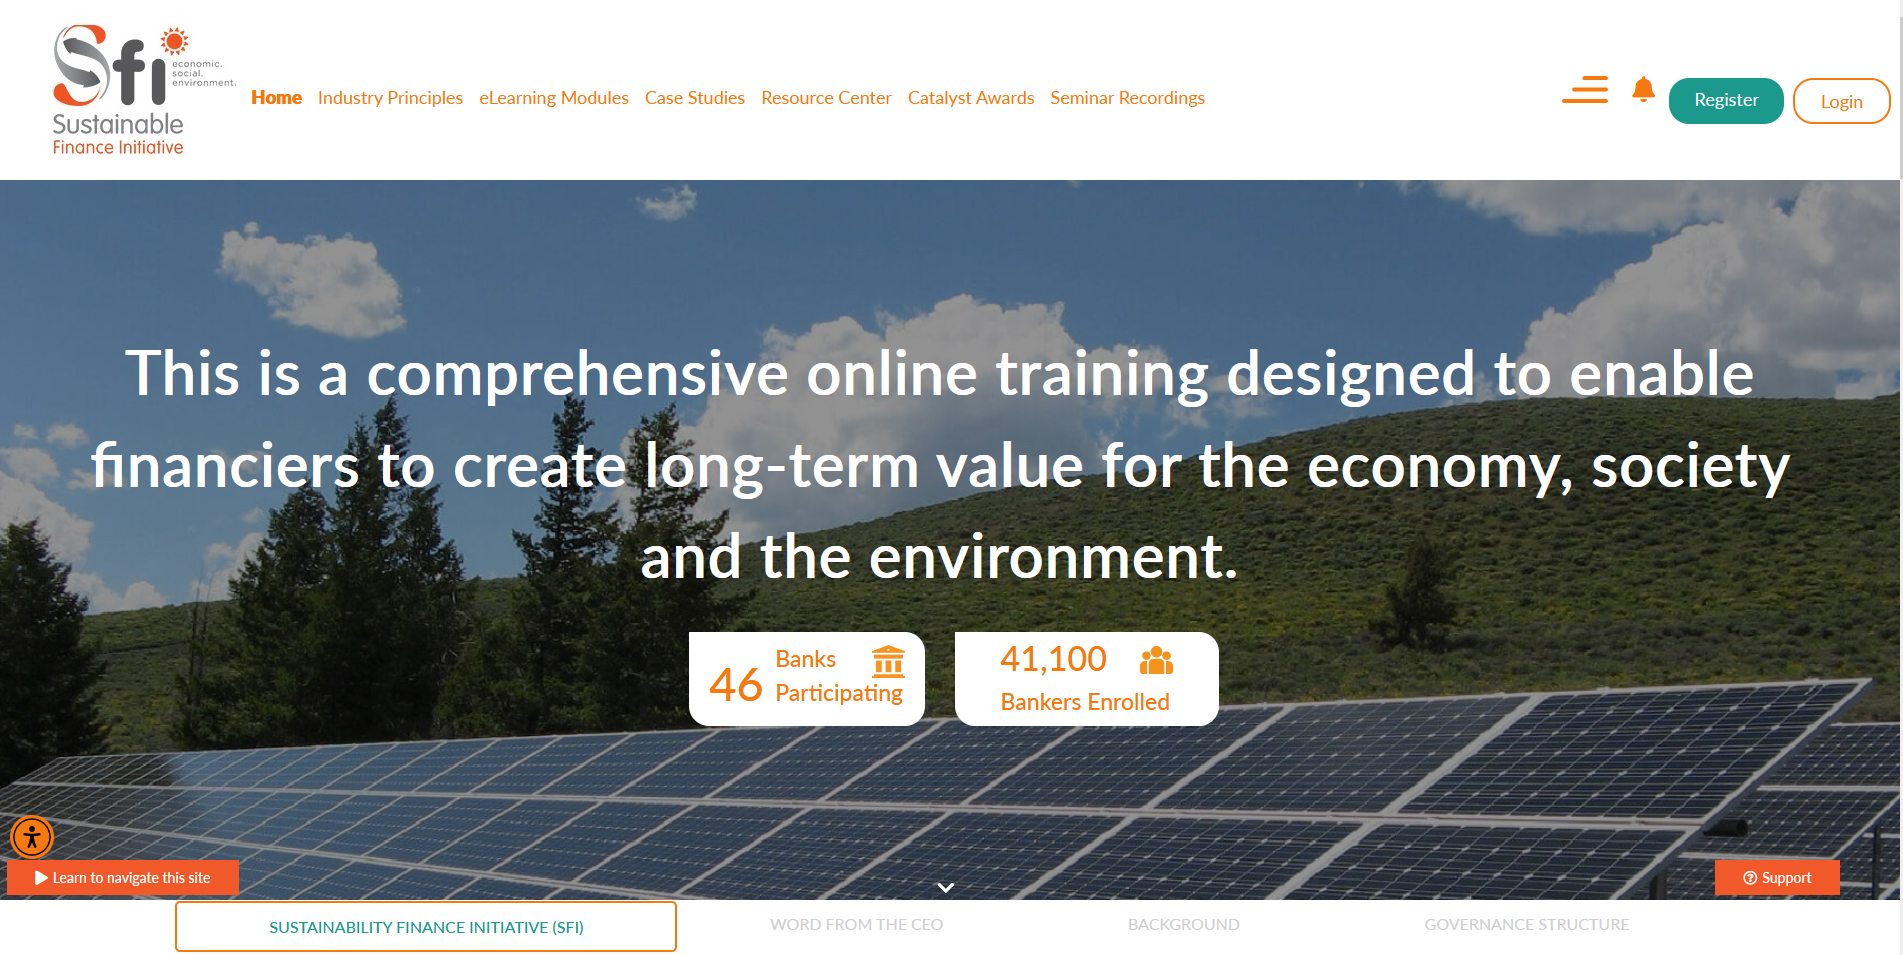 Sfi
economic.
social.
environment.
Sustainable
Finance Initiative
Home Industry Principles eLearning Modules Case Studies Resource Center Catalyst Awards Seminar Recordings
Register
Login
This is a comprehensive online training designed to enable
financiers to create long-term value for the economy, society
and the environment.
46 Banks
Participating
41,100
Bankers Enrolled
Learn to navigate this site
Support
SUSTAINABILITY FINANCE INITIATIVE (SFI)
WORD FROM THE CEO
BACKGROUND
GOVERNANCE STRUCTURE